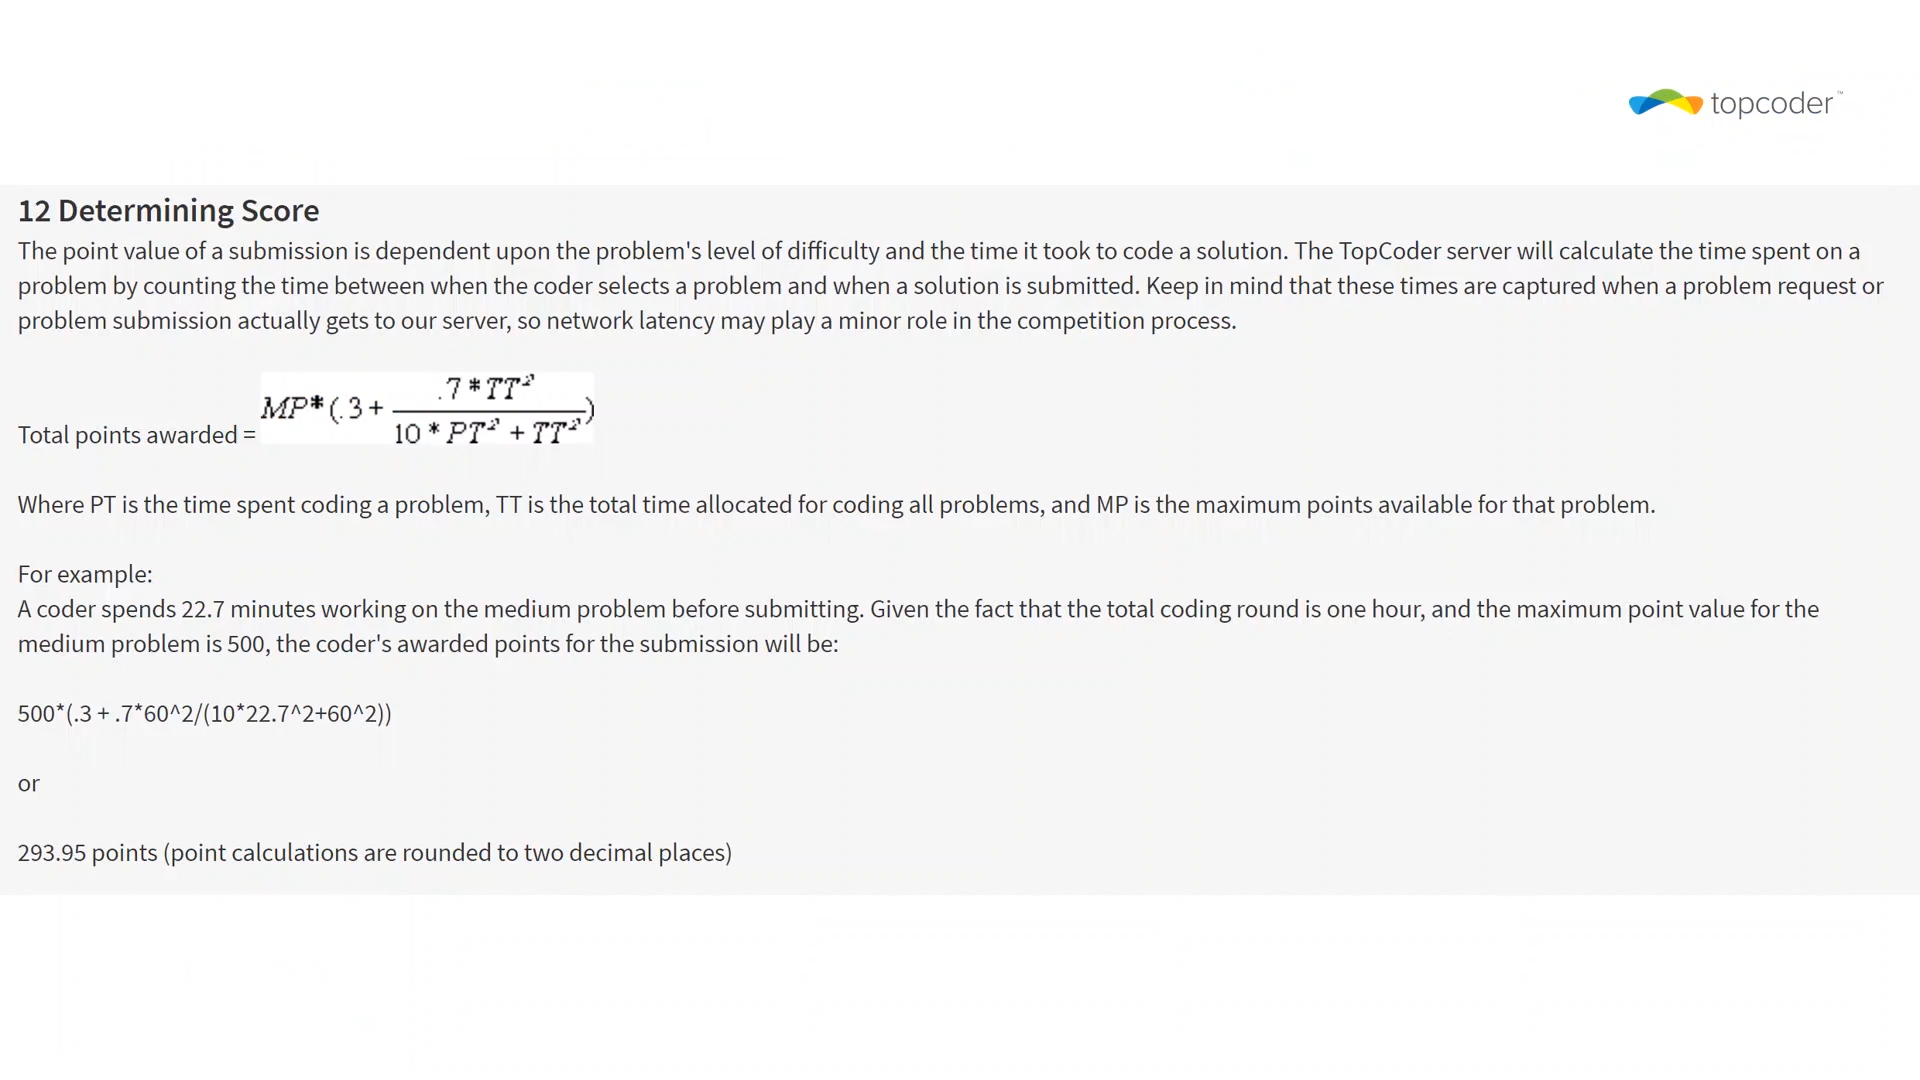 topcoder™
12 Determining Score
The point value of a submission is dependent upon the problem's level of difficulty and the time it took to code a solution. The TopCoder server will calculate the time spent on a
problem by counting the time between when the coder selects a problem and when a solution is submitted. Keep in mind that these times are captured when a problem request or
problem submission actually gets to our server, so network latency may play a minor role in the competition process.
Total points awarded = MP*(.3 + .7*TT²/(10*PT² + TT²))
Where PT is the time spent coding a problem, TT is the total time allocated for coding all problems, and MP is the maximum points available for that problem.
For example:
A coder spends 22.7 minutes working on the medium problem before submitting. Given the fact that the total coding round is one hour, and the maximum point value for the
medium problem is 500, the coder's awarded points for the submission will be:
500*(.3 + .7*60^2/(10*22.7^2+60^2))
or
293.95 points (point calculations are rounded to two decimal places)